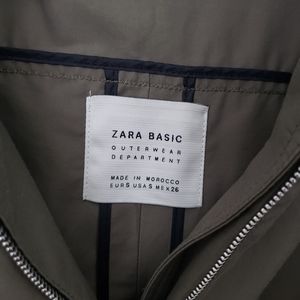 ZARA BASIC
OUTERWEAR
DEPARTMENT
MADE IN MOROCCO
EUR S USA S MEX 26